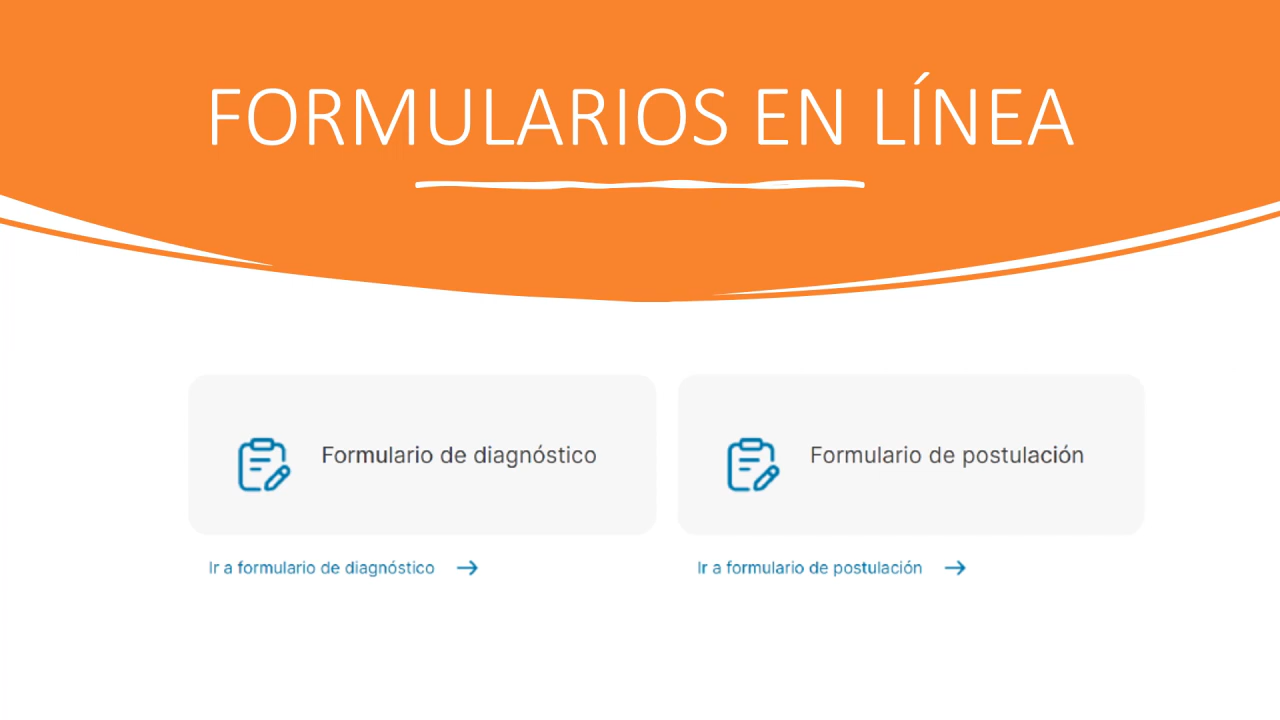 FORMULARIOS EN LÍNEA
Formulario de diagnóstico
Formulario de postulación
Ir a formulario de diagnóstico
Ir a formulario de postulación